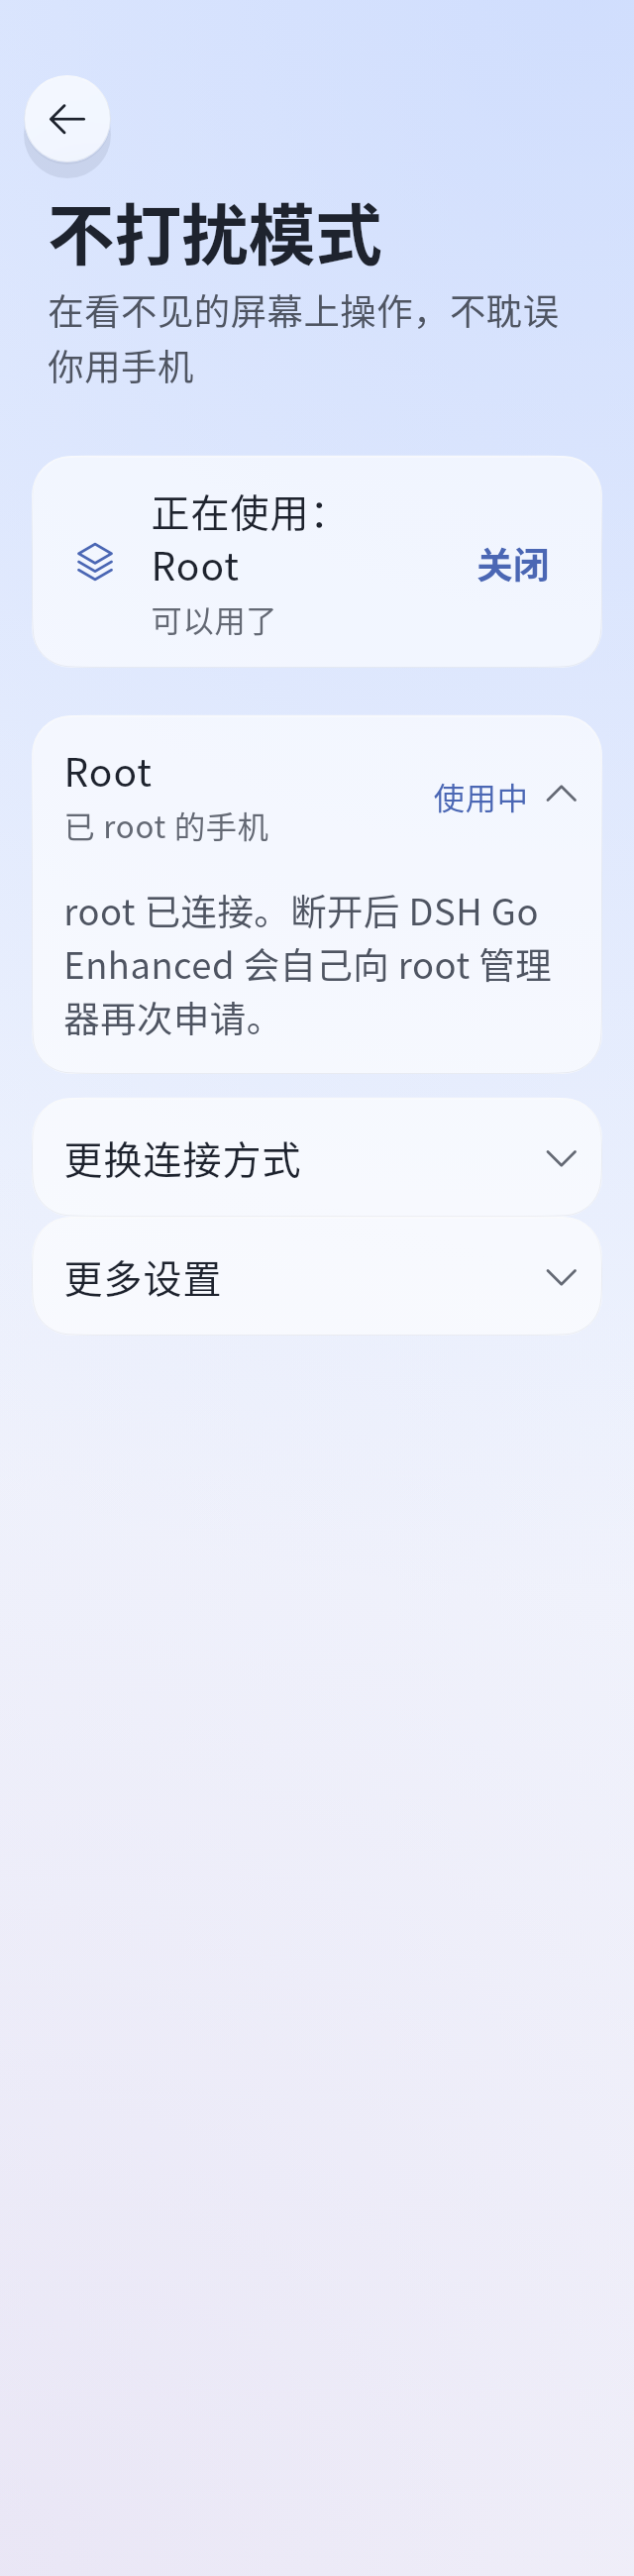 不打扰模式
在看不见的屏幕上操作，不耽误
你用手机
正在使用：
Root
可以用了
关闭
Root
已 root 的手机
使用中
root 已连接。断开后 DSH Go
Enhanced 会自己向 root 管理
器再次申请。
更换连接方式
更多设置